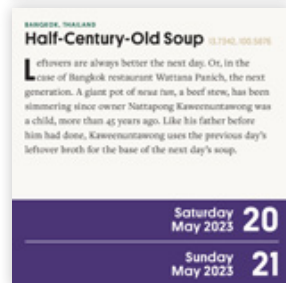 BANGKOK, THAILAND
Half-Century-Old Soup 13.7342, 100.5876
Leftovers are always better the next day. Or, in the
case of Bangkok restaurant Wattana Panich, the next
generation. A giant pot of neua tun, a beef stew, has been
simmering since owner Nattapong Kaweenuntawong was
a child, more than 45 years ago. Like his father before
him had done, Kaweenuntawong uses the previous day's
leftover broth for the base of the next day's soup.
Saturday 20
May 2023
Sunday 21
May 2023